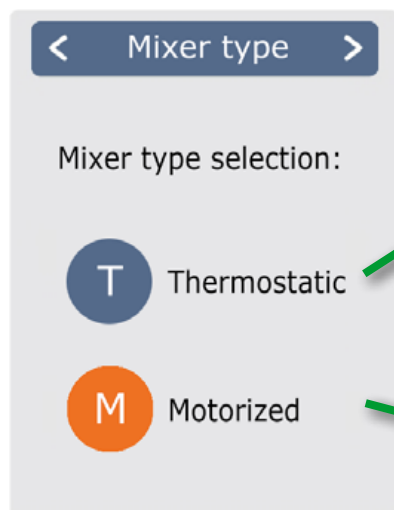 < Mixer type >
Mixer type selection:
T Thermostatic
M Motorized